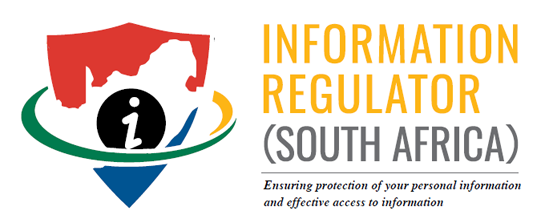 i
INFORMATION
REGULATOR
(SOUTH AFRICA)
Ensuring protection of your personal information
and effective access to information